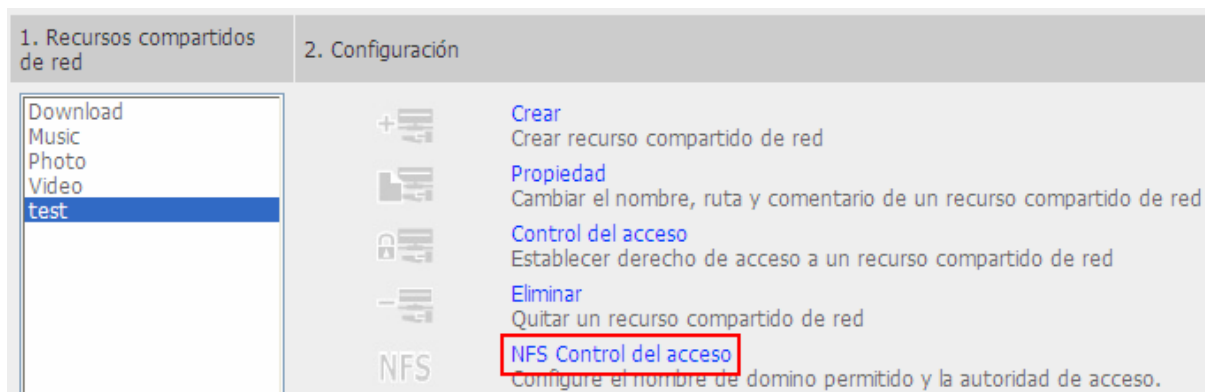 1. Recursos compartidos
de red
2. Configuración
Download
Music
Photo
Video
test
Crear
Crear recurso compartido de red
Propiedad
Cambiar el nombre, ruta y comentario de un recurso compartido de red
Control del acceso
Establecer derecho de acceso a un recurso compartido de red
Eliminar
Quitar un recurso compartido de red
NFS
NFS Control del acceso
Configure el nombre de domino permitido y la autoridad de acceso.